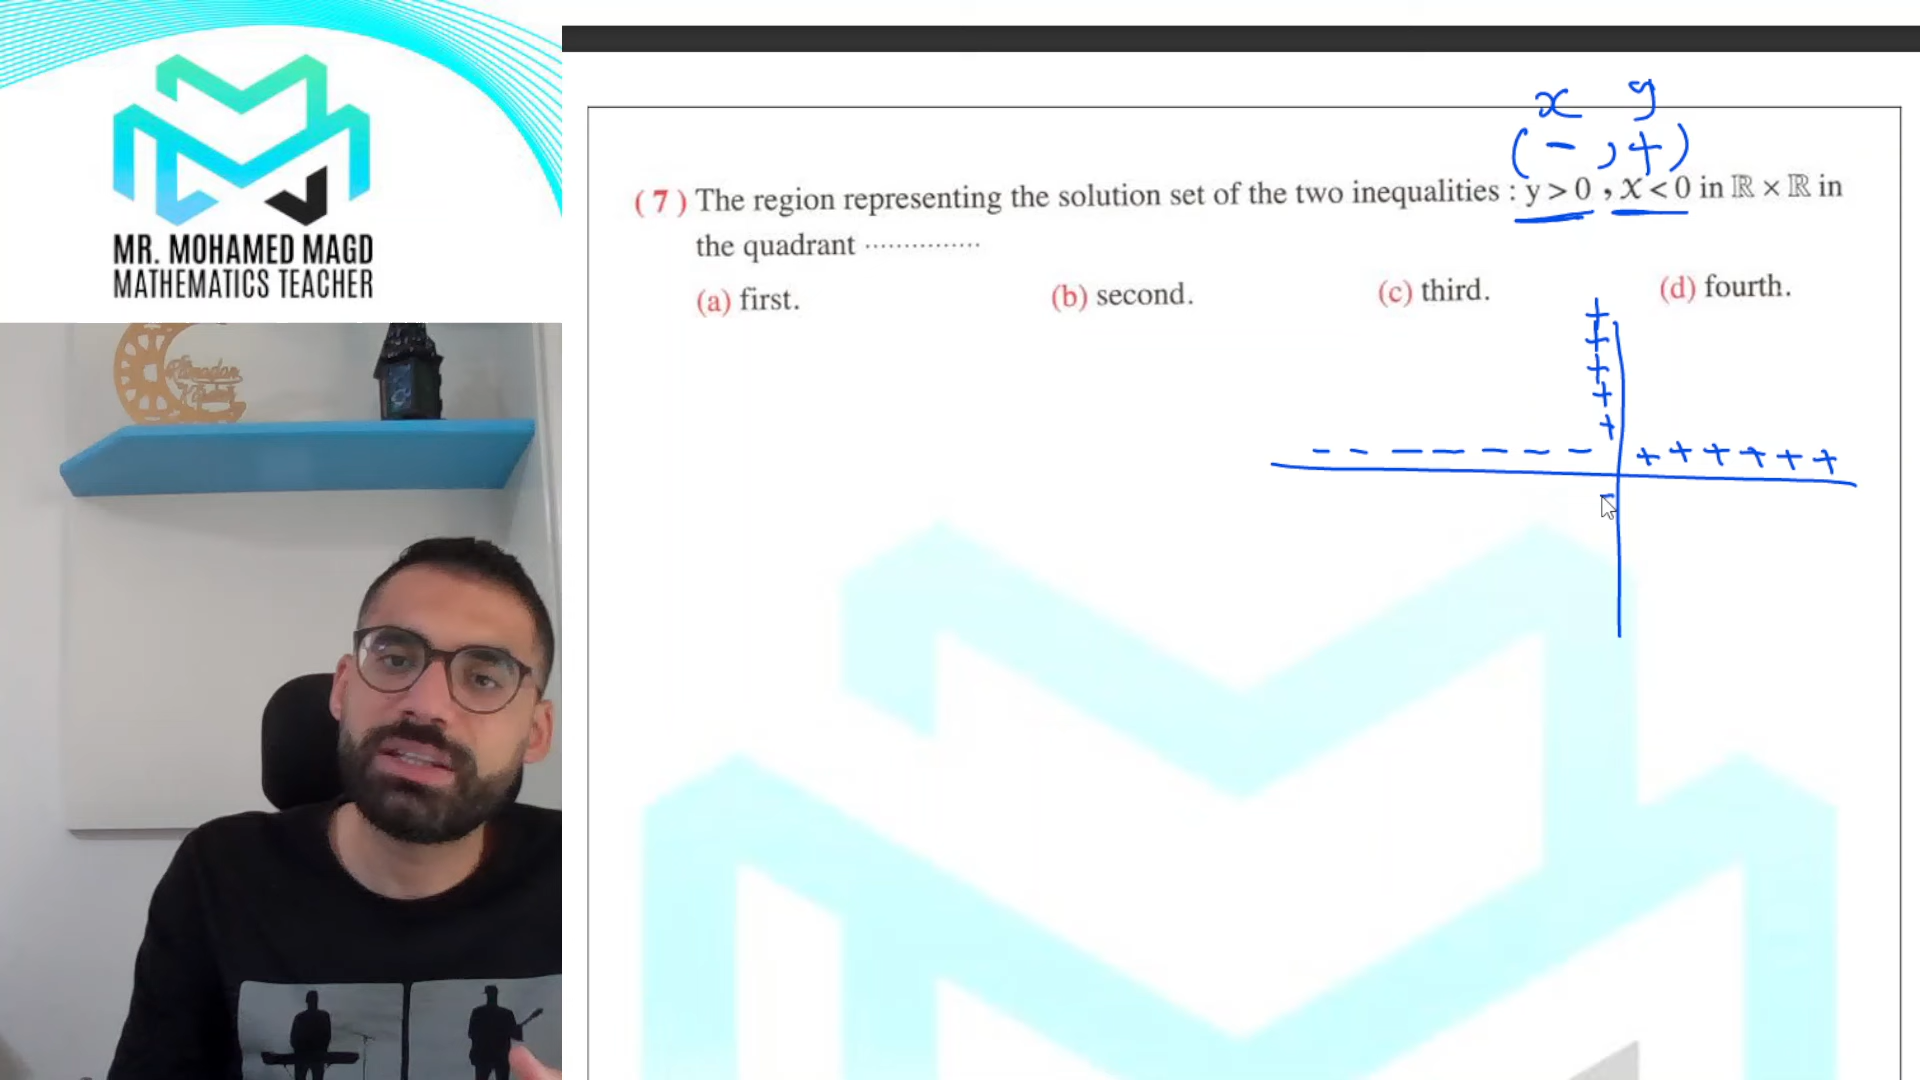 MR. MOHAMED MAGD
MATHEMATICS TEACHER
Ramadan
x y
(- , +)
(7) The region representing the solution set of the two inequalities : y > 0 , X < 0 in ℝ × ℝ in
the quadrant ...............
(a) first.
(b) second.
(c) third.
(d) fourth.
+
+
+
+
+
- - - - - - - + + + + + +
-